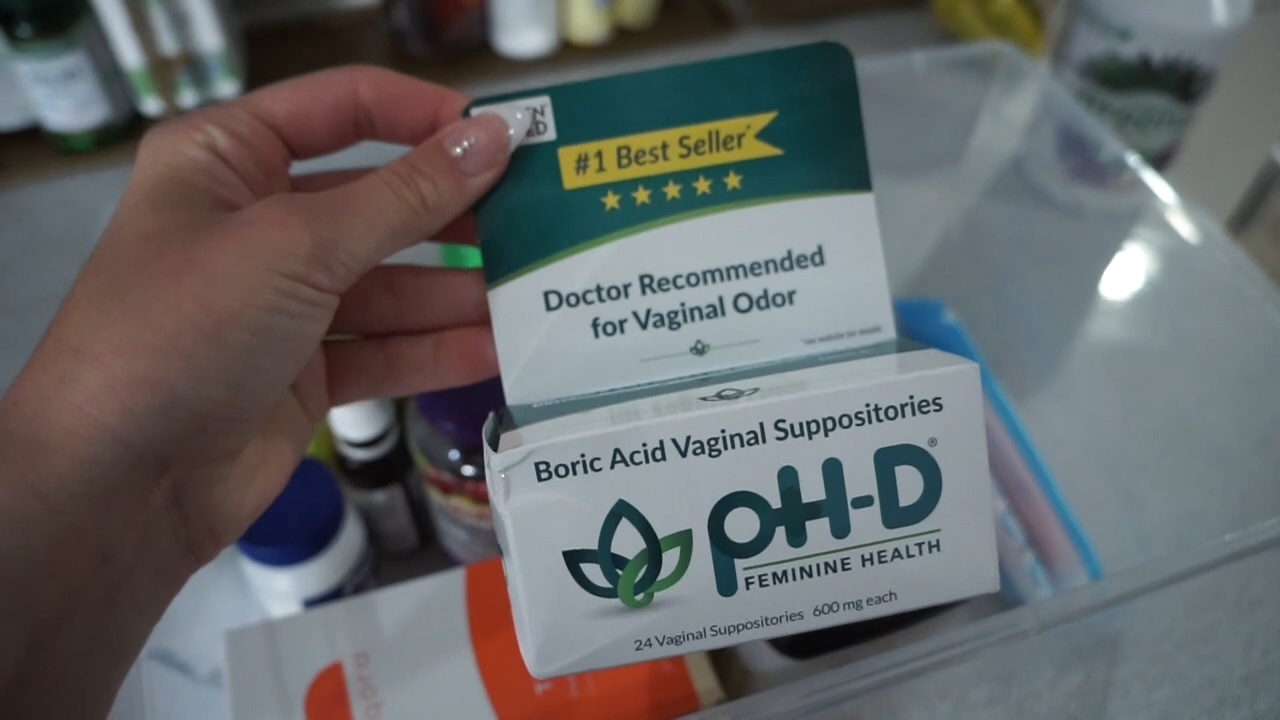 #1 Best Seller*
Doctor Recommended
for Vaginal Odor
Boric Acid Vaginal Suppositories
pH-D®
FEMININE HEALTH
24 Vaginal Suppositories 600 mg each